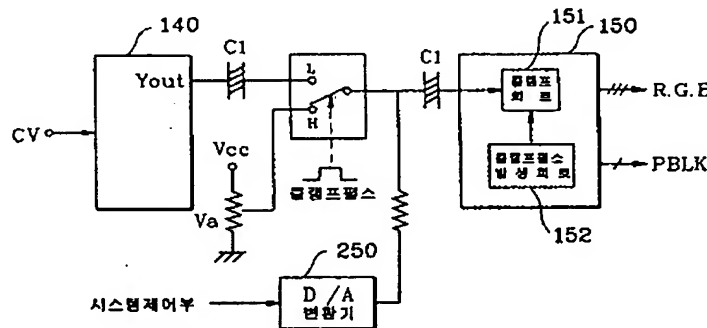 140
C1
Yout
CV
L
H
Vcc
Va
클램프펄스
C1
151
150
클램프
회 로
R.G.B
클램프펄스
발생회로
PBLK
152
250
시스템제어부
D/A
변환기